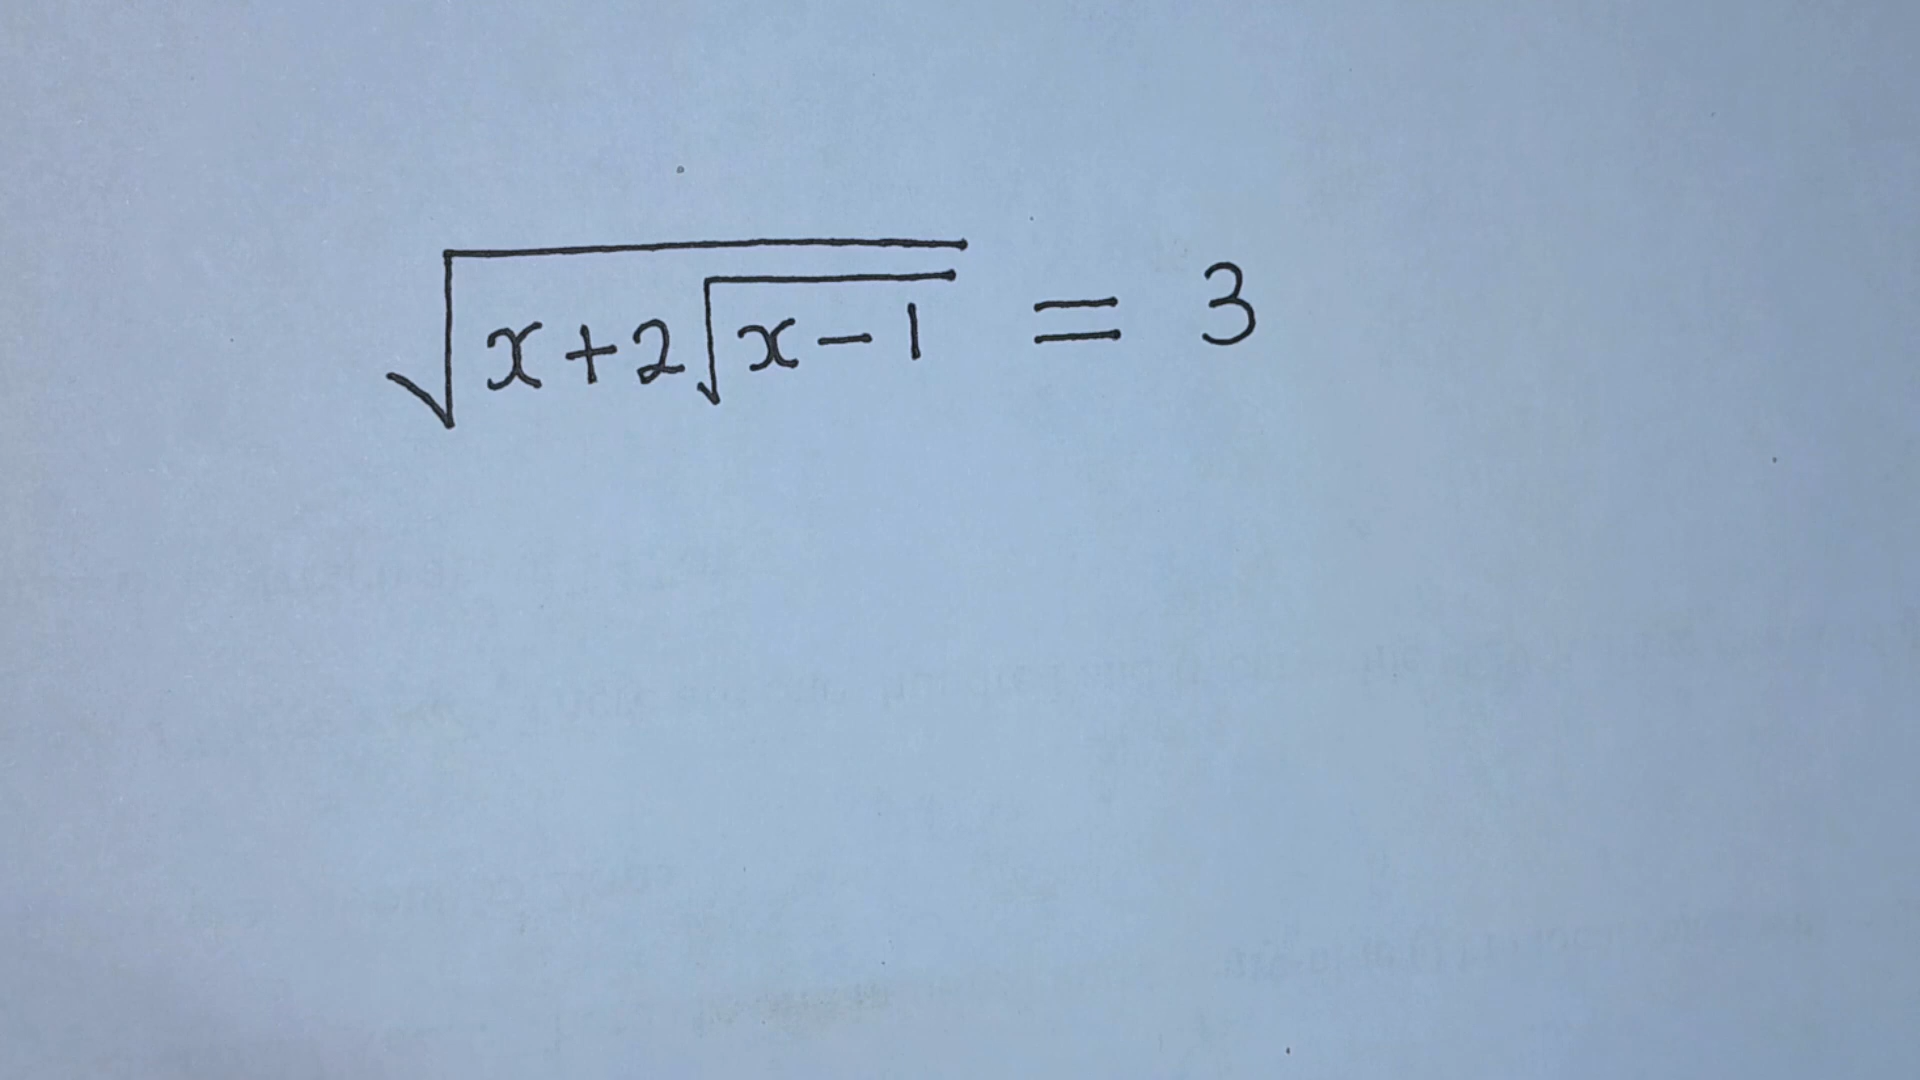 √(x+2√(x-1)) = 3